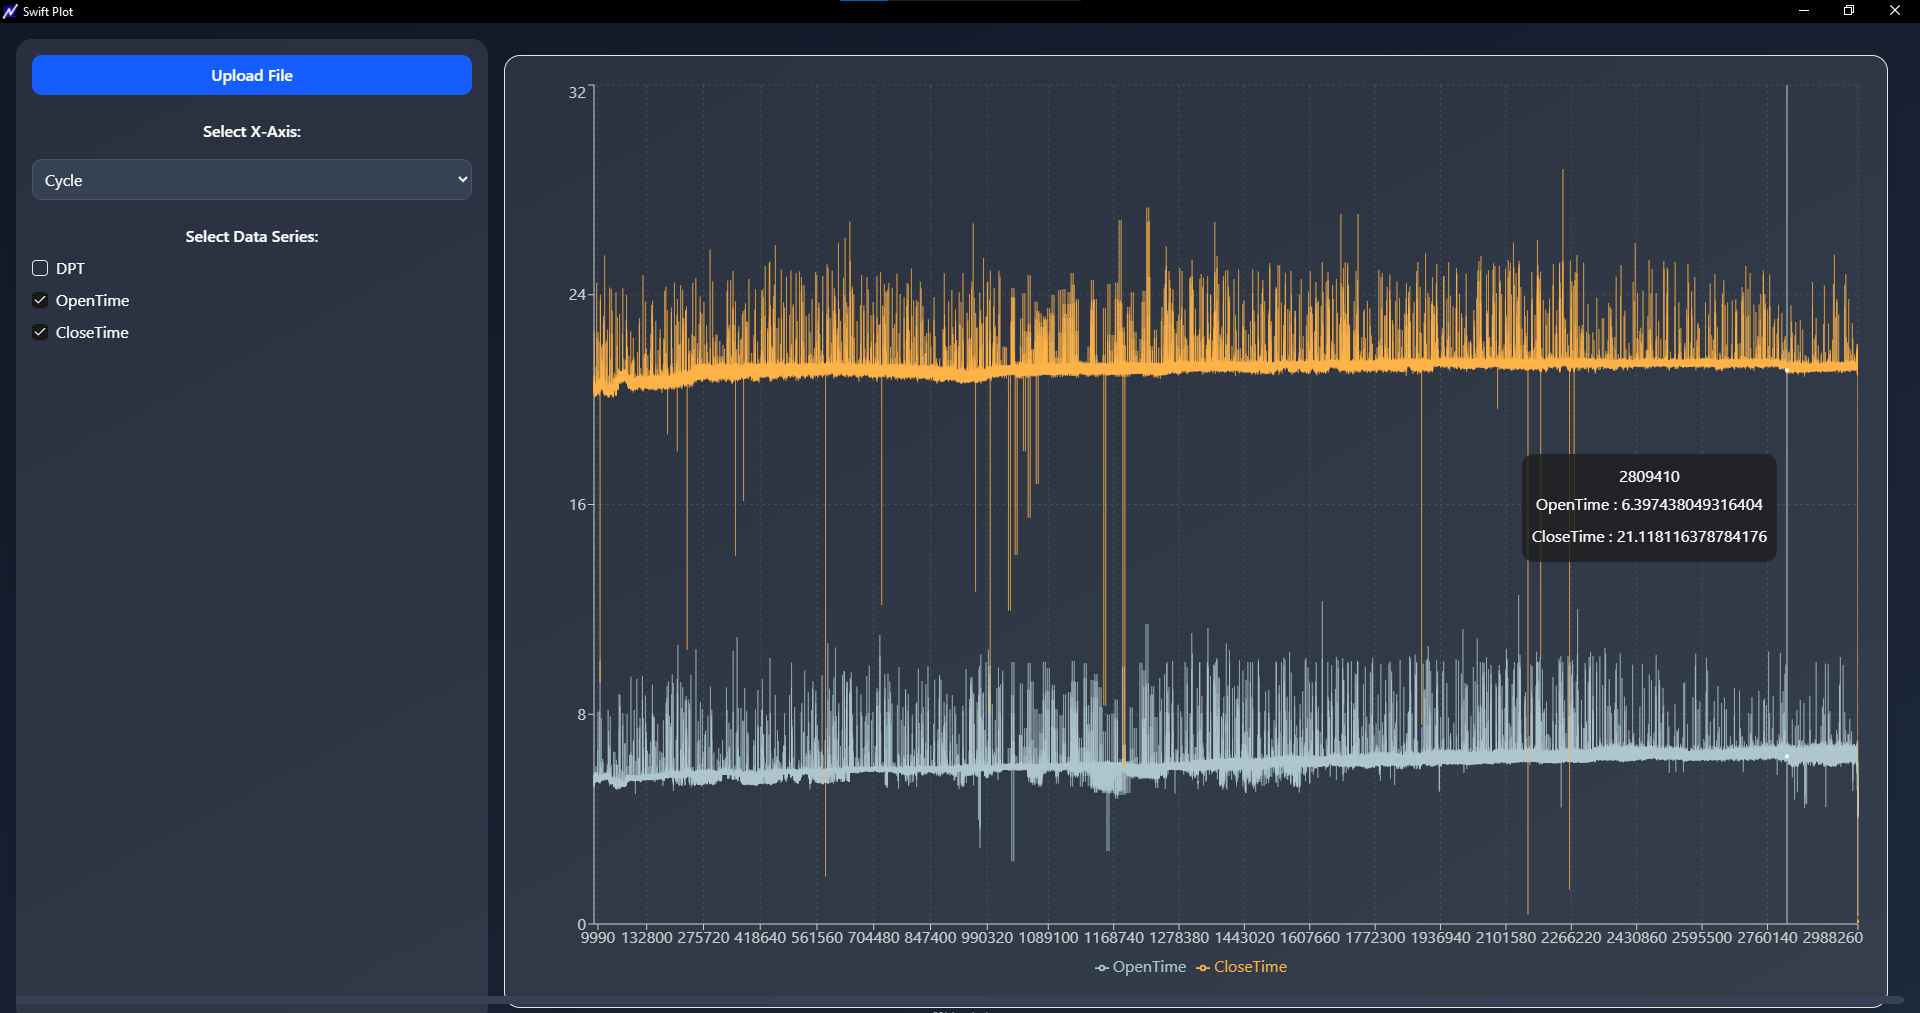 Swift Plot
Upload File
Select X-Axis:
Cycle
Select Data Series:
DPT
OpenTime
CloseTime
32
24
16
8
0
2809410
OpenTime : 6.397438049316404
CloseTime : 21.118116378784176
9990 132800 275720 418640 561560 704480 847400 990320 1089100 1168740 1278380 1443020 1607660 1772300 1936940 2101580 2266220 2430860 2595500 2760140 2988260
OpenTime CloseTime